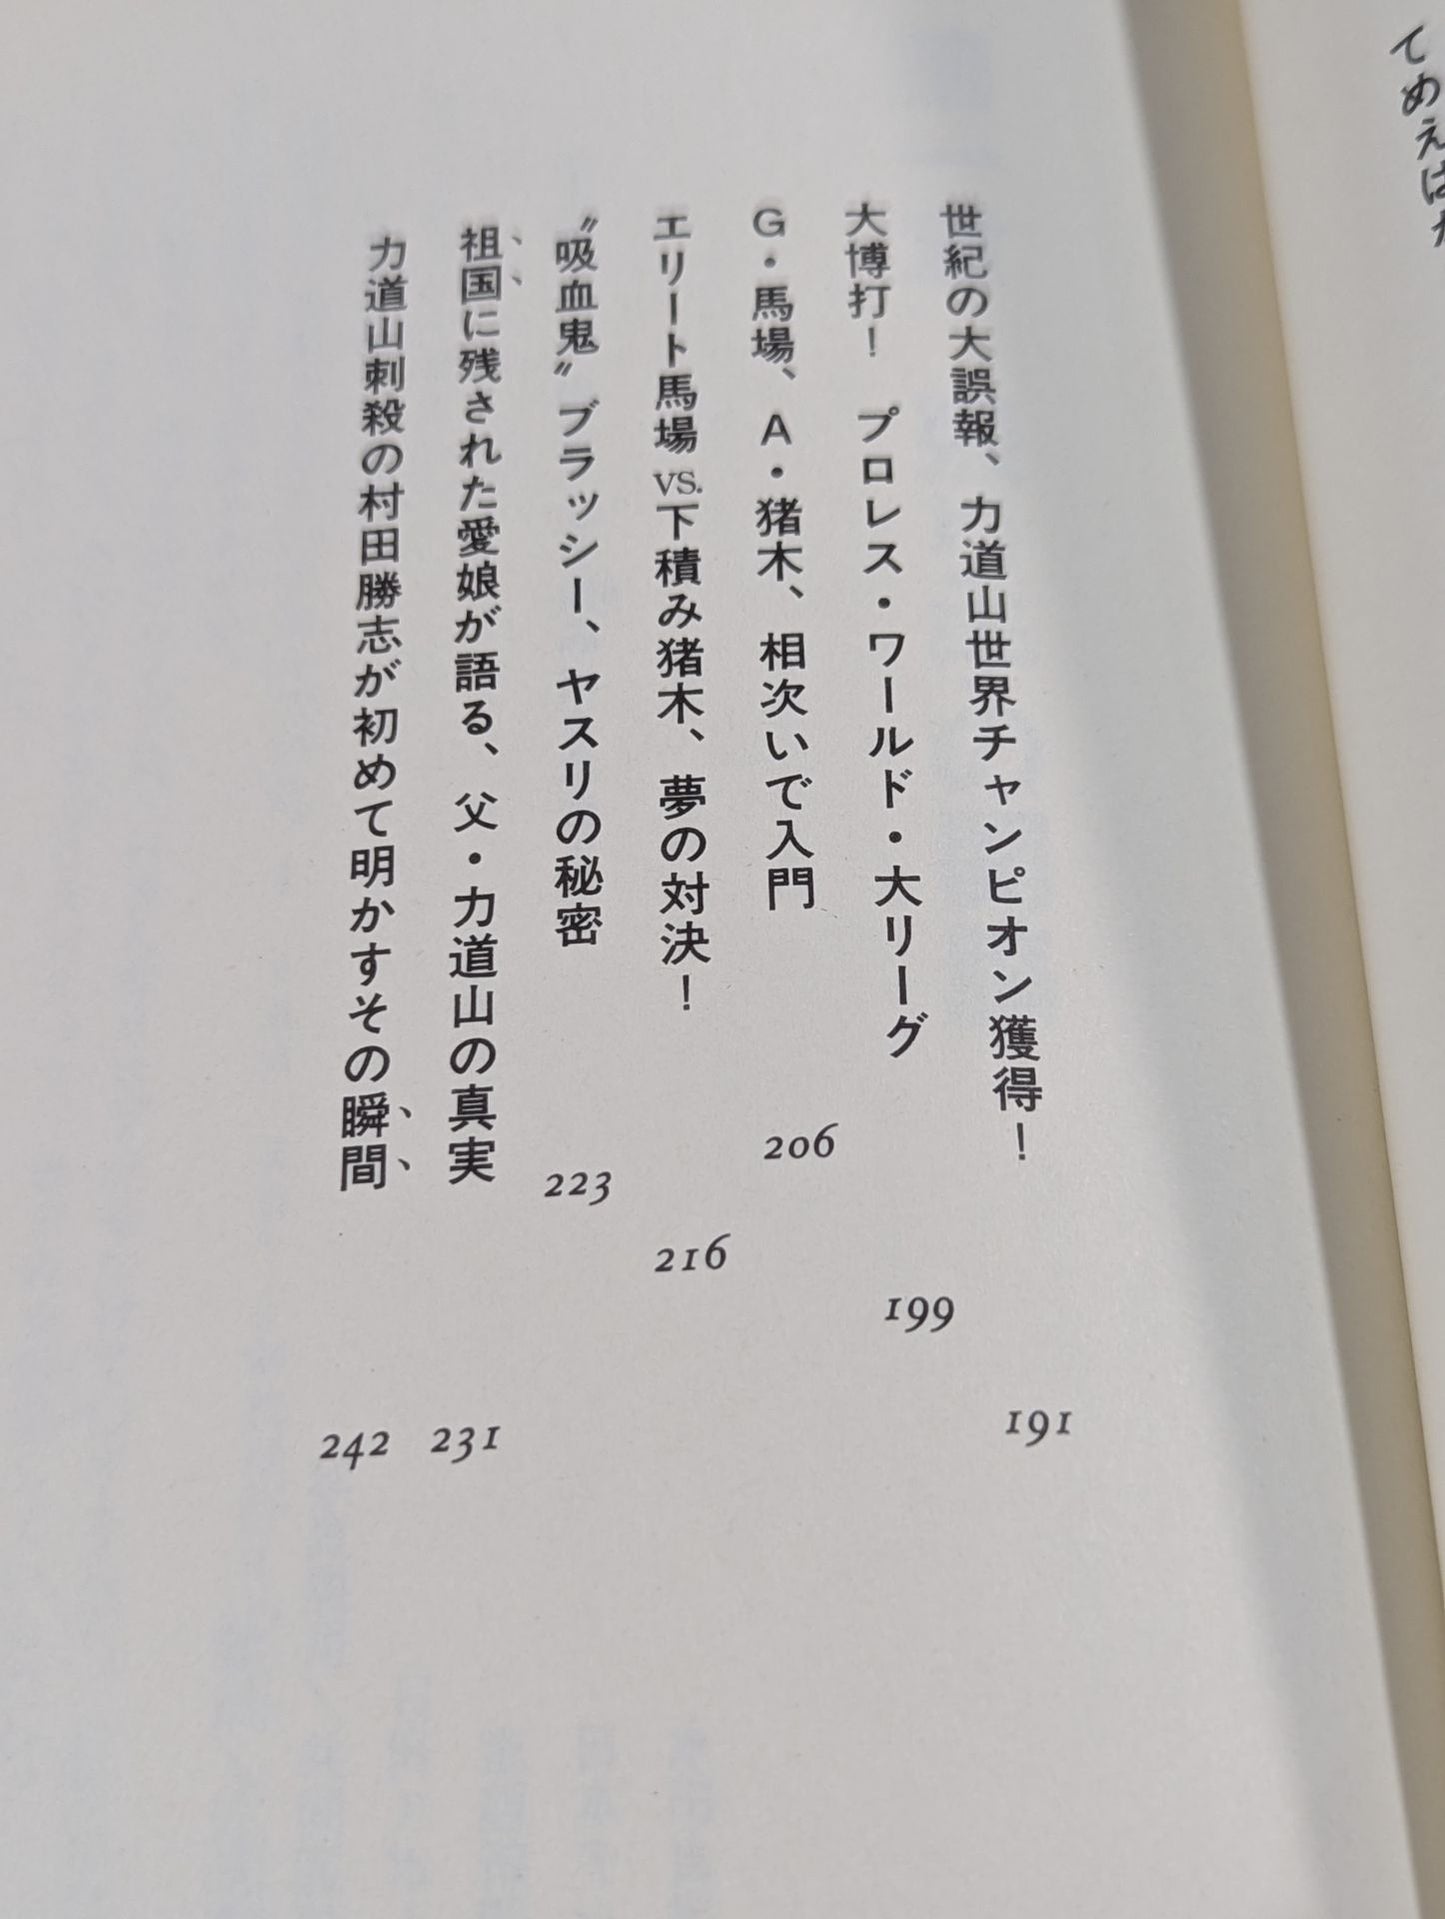 てめえは
世紀の大誤報、力道山世界チャンピオン獲得！ 191
大博打！ プロレス・ワールド・大リーグ 199
G・馬場、A・猪木、相次いで入門 206
エリート馬場vs.下積み猪木、夢の対決！ 216
〝吸血鬼〟ブラッシー、ヤスリの秘密 223
祖国に残された愛娘が語る、父・力道山の真実 231
力道山刺殺の村田勝志が初めて明かすその瞬間 242